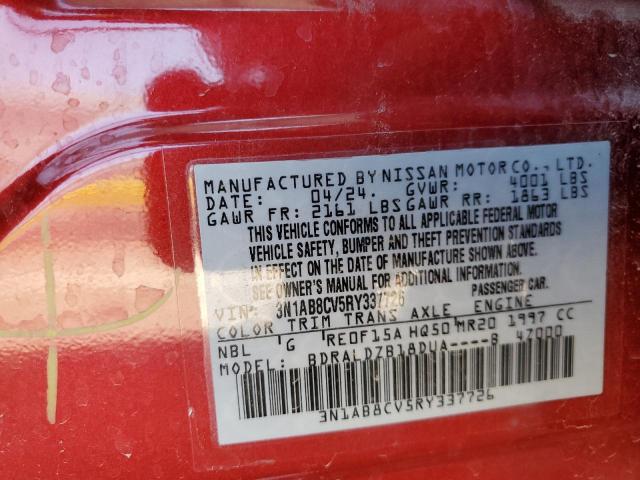 MANUFACTURED BY NISSAN MOTOR CO., LTD.
DATE: 04/24. GVWR: 4001 LBS
GAWR FR: 2161 LBS GAWR RR: 1863 LBS
THIS VEHICLE CONFORMS TO ALL APPLICABLE FEDERAL MOTOR
VEHICLE SAFETY, BUMPER AND THEFT PREVENTION STANDARDS
IN EFFECT ON THE DATE OF MANUFACTURE SHOWN ABOVE.
SEE OWNER'S MANUAL FOR ADDITIONAL INFORMATION.
VIN: 3N1AB8CV5RY337726 PASSENGER CAR.
COLOR TRIM TRANS AXLE ENGINE
NBL G RE0F15A HQ50 MR20 1997 CC
MODEL: BDRALDZB18DUA----B 47000
3N1AB8CV5RY337726